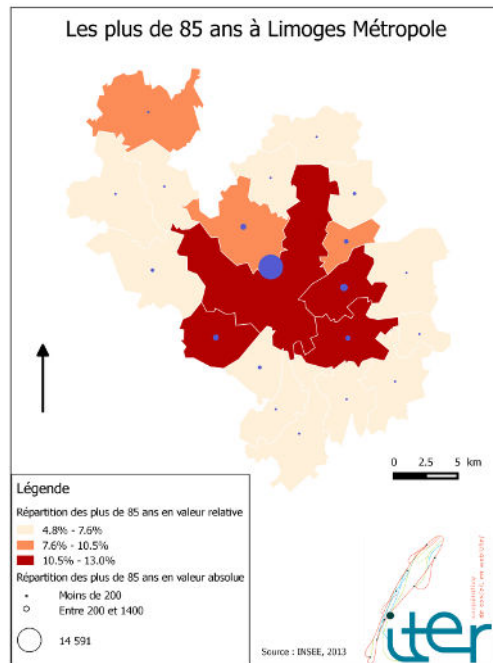 Les plus de 85 ans à Limoges Métropole
0 2.5 5 km
Légende
Répartition des plus de 85 ans en valeur relative
4.8% - 7.6%
7.6% - 10.5%
10.5% - 13.0%
Répartition des plus de 85 ans en valeur absolue
Moins de 200
Entre 200 et 1400
14 591
Source : INSEE, 2013
iter